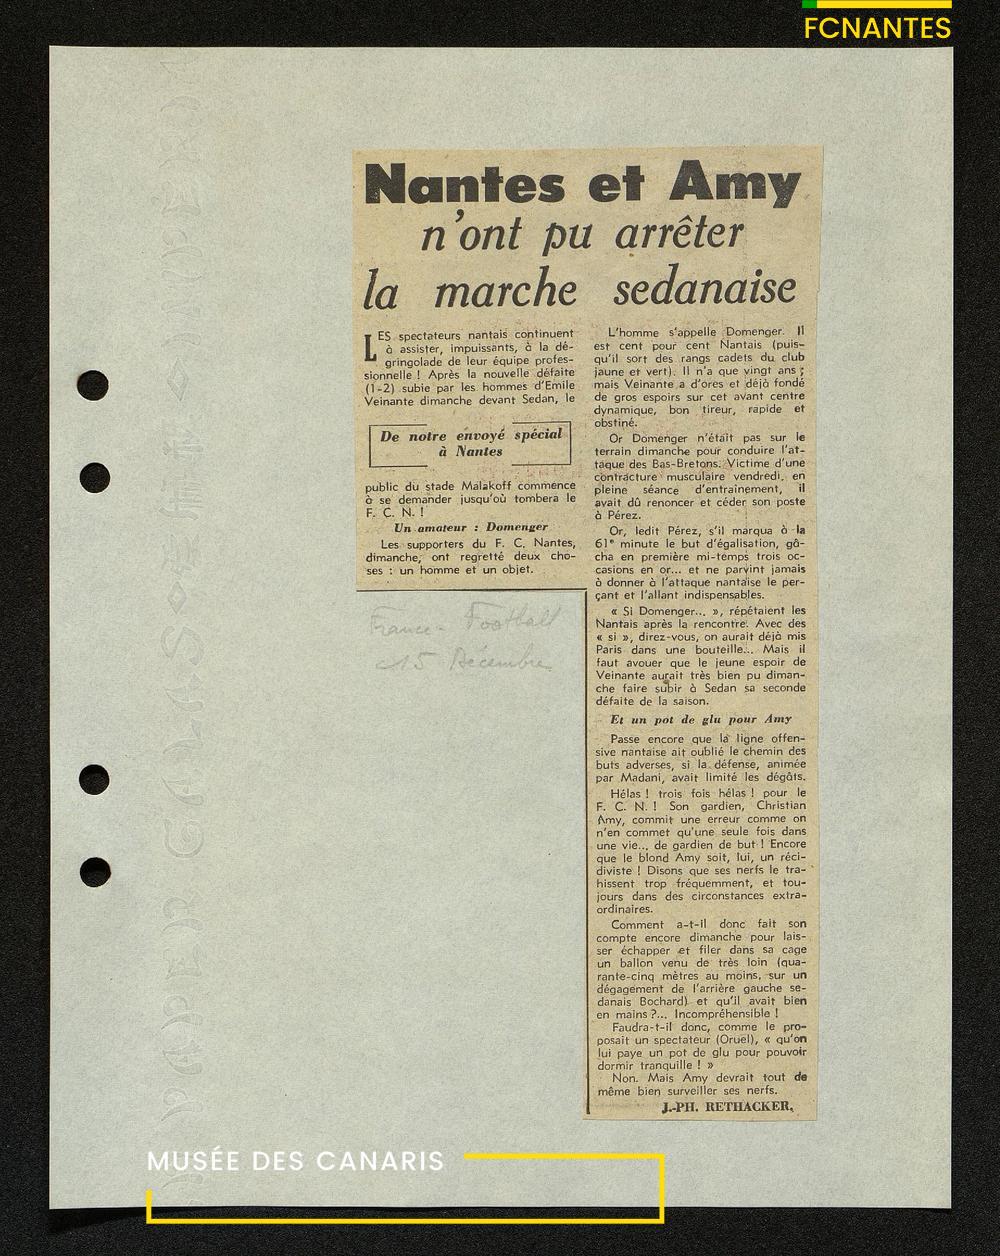 FCNANTES
Nantes et Amy
n'ont pu arrêter
la marche sedanaise
LES spectateurs nantais continuent
à assister, impuissants, à la dé-
gringolade de leur équipe profes-
sionnelle ! Après la nouvelle défaite
(1-2) subie par les hommes d'Emile
Veinante dimanche devant Sedan, le
De notre envoyé spécial
à Nantes
public du stade Malakoff commence
à se demander jusqu'où tombera le
F. C. N. !
Un amateur : Domenger
Les supporters du F. C. Nantes,
dimanche, ont regretté deux cho-
ses : un homme et un objet.
L'homme s'appelle Domenger. Il
est cent pour cent Nantais (puis-
qu'il sort des rangs cadets du club
jaune et vert). Il n'a que vingt ans ;
mais Veinante a d'ores et déjà fondé
de gros espoirs sur cet avant centre
dynamique, bon tireur, rapide et
obstiné.
Or Domenger n'était pas sur le
terrain dimanche pour conduire l'at-
taque des Bas-Bretons. Victime d'une
contracture musculaire vendredi, en
pleine séance d'entrainement, il
avait dû renoncer et céder son poste
à Pérez.
Or, ledit Pérez, s'il marqua à la
61e minute le but d'égalisation, gâ-
cha en première mi-temps trois oc-
casions en or... et ne parvint jamais
à donner à l'attaque nantaise le per-
çant et l'allant indispensables.
« Si Domenger... », répétaient les
Nantais après la rencontre. Avec des
« si », direz-vous, on aurait déjà mis
Paris dans une bouteille... Mais il
faut avouer que le jeune espoir de
Veinante aurait très bien pu diman-
che faire subir à Sedan sa seconde
défaite de la saison.
Et un pot de glu pour Amy
Passe encore que la ligne offen-
sive nantaise ait oublié le chemin des
buts adverses, si la défense, animée
par Madani, avait limité les dégâts.
Hélas ! trois fois hélas ! pour le
F. C. N. ! Son gardien, Christian
Amy, commit une erreur comme on
n'en commet qu'une seule fois dans
une vie... de gardien de but ! Encore
que le blond Amy soit, lui, un réci-
diviste ! Disons que ses nerfs le tra-
hissent trop fréquemment, et tou-
jours dans des circonstances extra-
ordinaires.
Comment a-t-il donc fait son
compte encore dimanche pour lais-
ser échapper et filer dans sa cage
un ballon venu de très loin (qua-
rante-cinq mètres au moins, sur un
dégagement de l'arrière gauche se-
danais Bochard) et qu'il avait bien
en mains ?... Incompréhensible !
Faudra-t-il donc, comme le pro-
posait un spectateur (Oruel), « qu'on
lui paye un pot de glu pour pouvoir
dormir tranquille ! »
Non. Mais Amy devrait tout de
même bien surveiller ses nerfs.
J.-PH. RETHACKER.
France-Football
15 Décembre
MUSÉE DES CANARIS